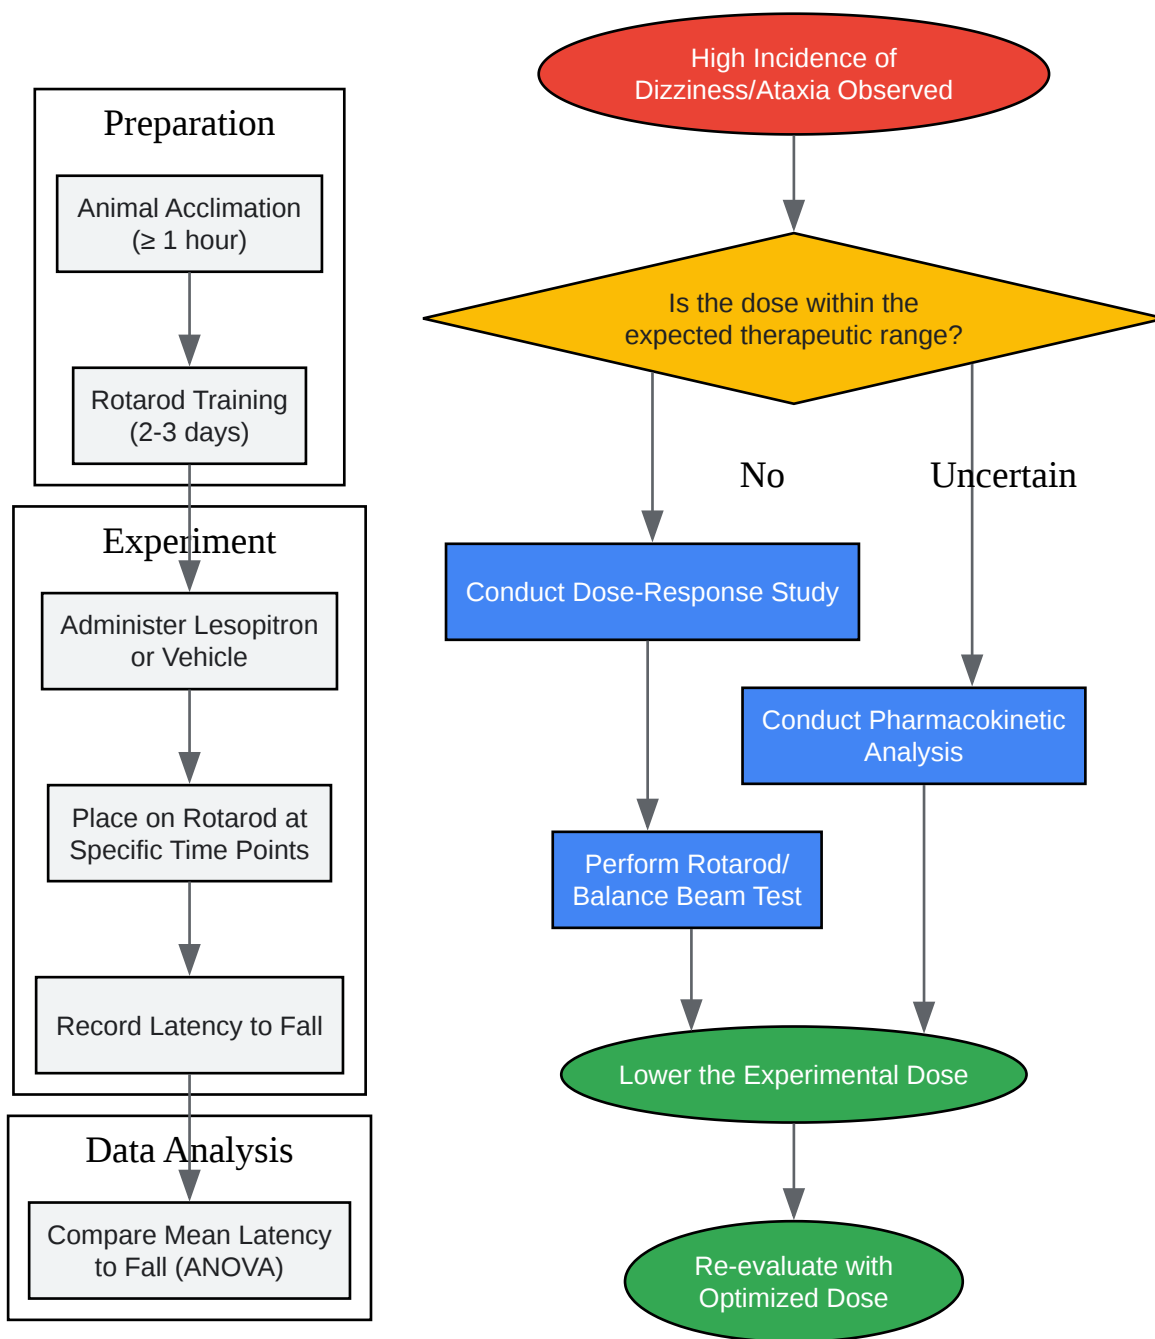 Preparation
Animal Acclimation
(≥ 1 hour)
Rotarod Training
(2-3 days)
Experiment
Administer Lesopitron
or Vehicle
Place on Rotarod at
Specific Time Points
Record Latency to Fall
Data Analysis
Compare Mean Latency
to Fall (ANOVA)
High Incidence of
Dizziness/Ataxia Observed
Is the dose within the
expected therapeutic range?
No
Uncertain
Conduct Dose-Response Study
Conduct Pharmacokinetic
Analysis
Perform Rotarod/
Balance Beam Test
Lower the Experimental Dose
Re-evaluate with
Optimized Dose